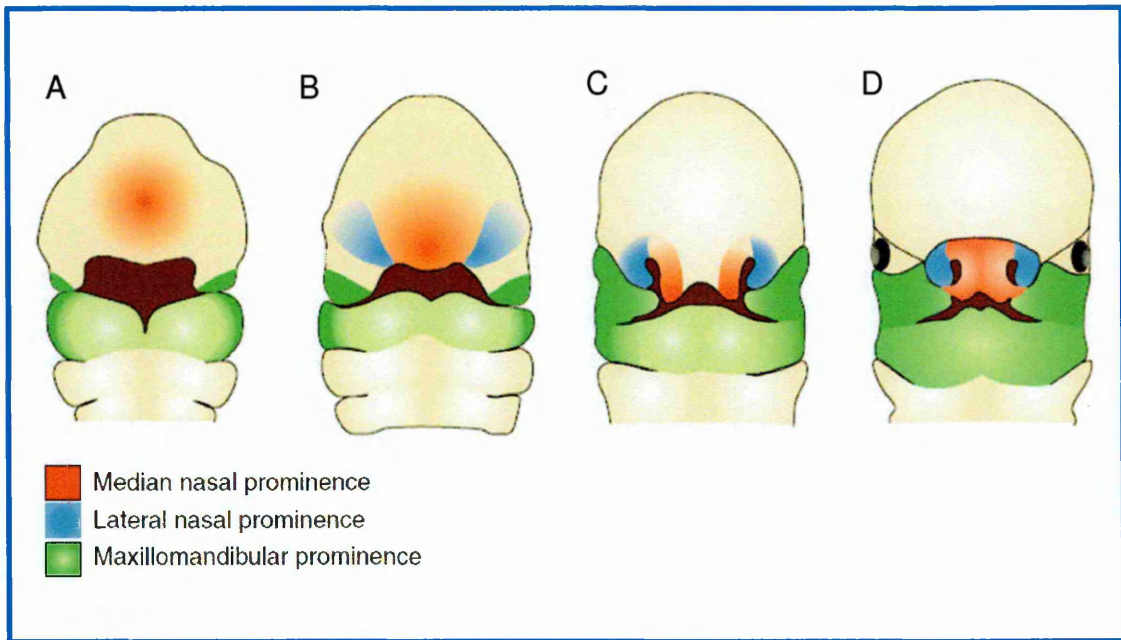 A
B
C
D
Median nasal prominence
Lateral nasal prominence
Maxillomandibular prominence